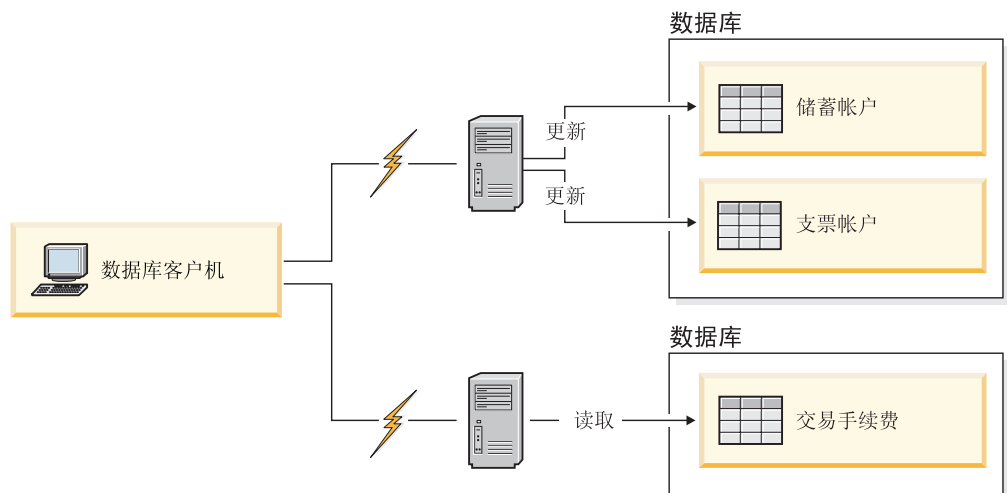 数据库
储蓄帐户
更新
更新
支票帐户
数据库客户机
数据库
读取
交易手续费